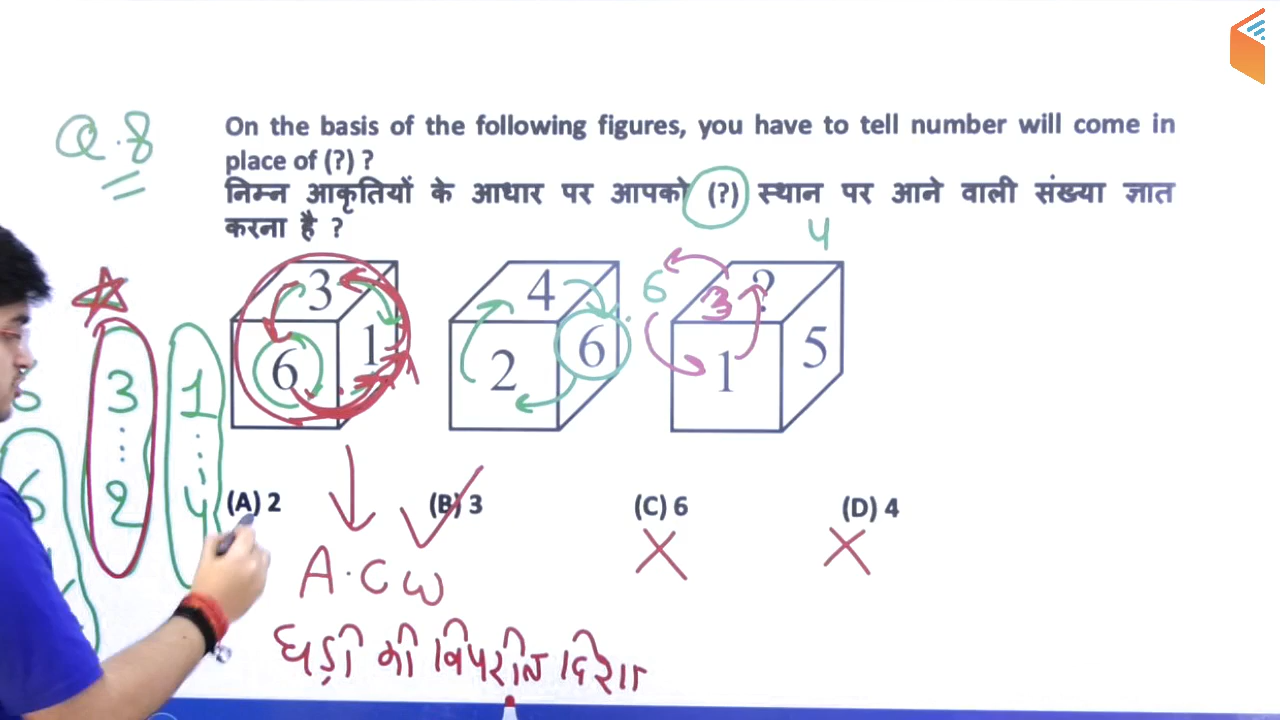 Q.8
On the basis of the following figures, you have to tell number will come in
place of (?) ?
निम्न आकृतियों के आधार पर आपको (?) स्थान पर आने वाली संख्या ज्ञात
करना है ?
4
3
6
1
4
2
6
6
3 ?
1
5
3
1
6
2
4
(A) 2
(B) 3
(C) 6
(D) 4
A.CW
घड़ी की विपरीत दिशा